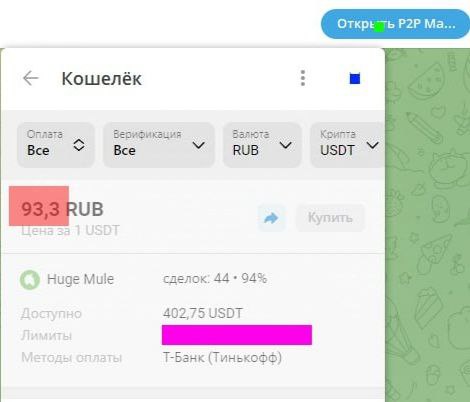 Открыть P2P Ма...
Кошелёк
Оплата
Все
Верификация
Все
Валюта
RUB
Крипта
USDT
93,3 RUB
Цена за 1 USDT
Купить
Huge Mule
сделок: 44 • 94%
Доступно
402,75 USDT
Лимиты
Методы оплаты
Т-Банк (Тинькофф)